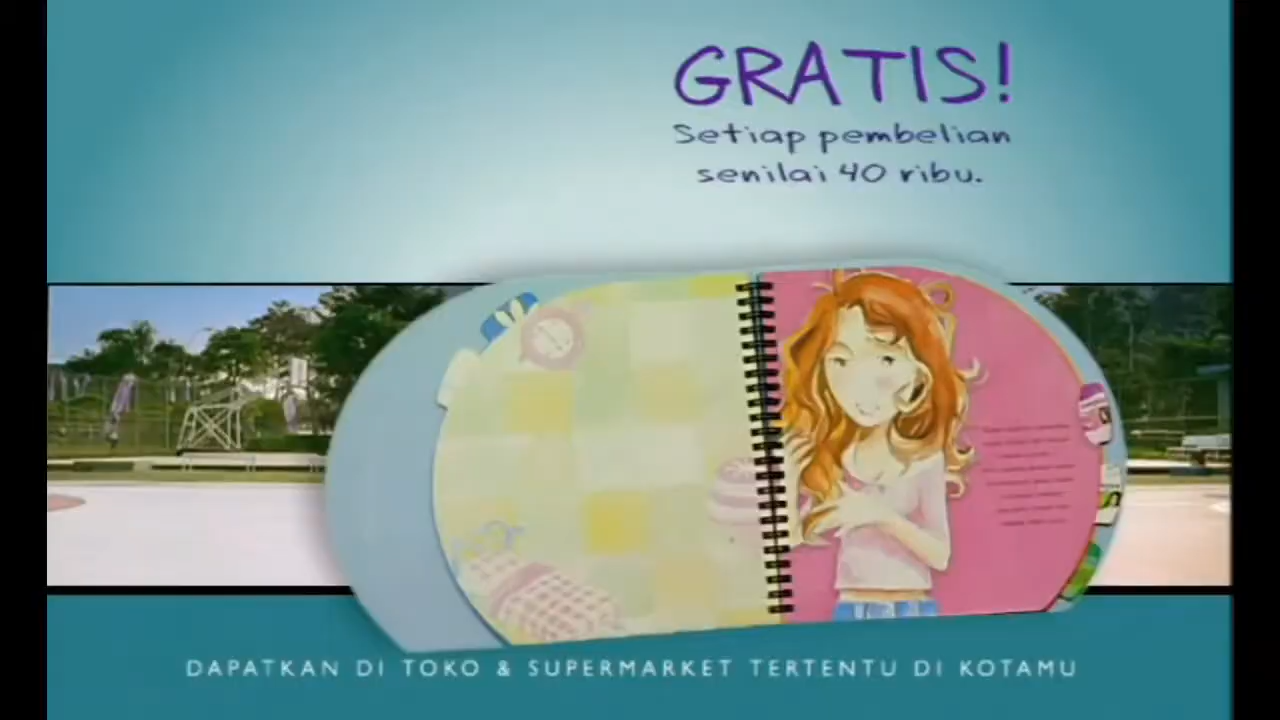 GRATIS!
Setiap pembelian
senilai 40 ribu.
DAPATKAN DI TOKO & SUPERMARKET TERTENTU DI KOTAMU